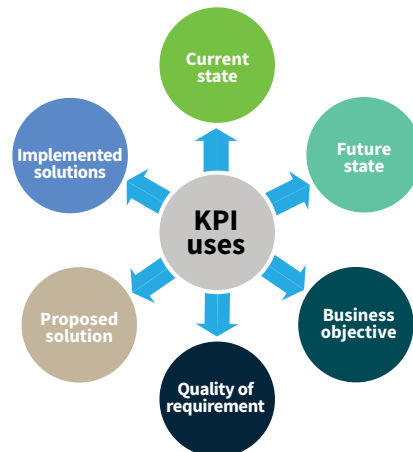 Current
state
Implemented
solutions
Future
state
KPI
uses
Proposed
solution
Business
objective
Quality of
requirement